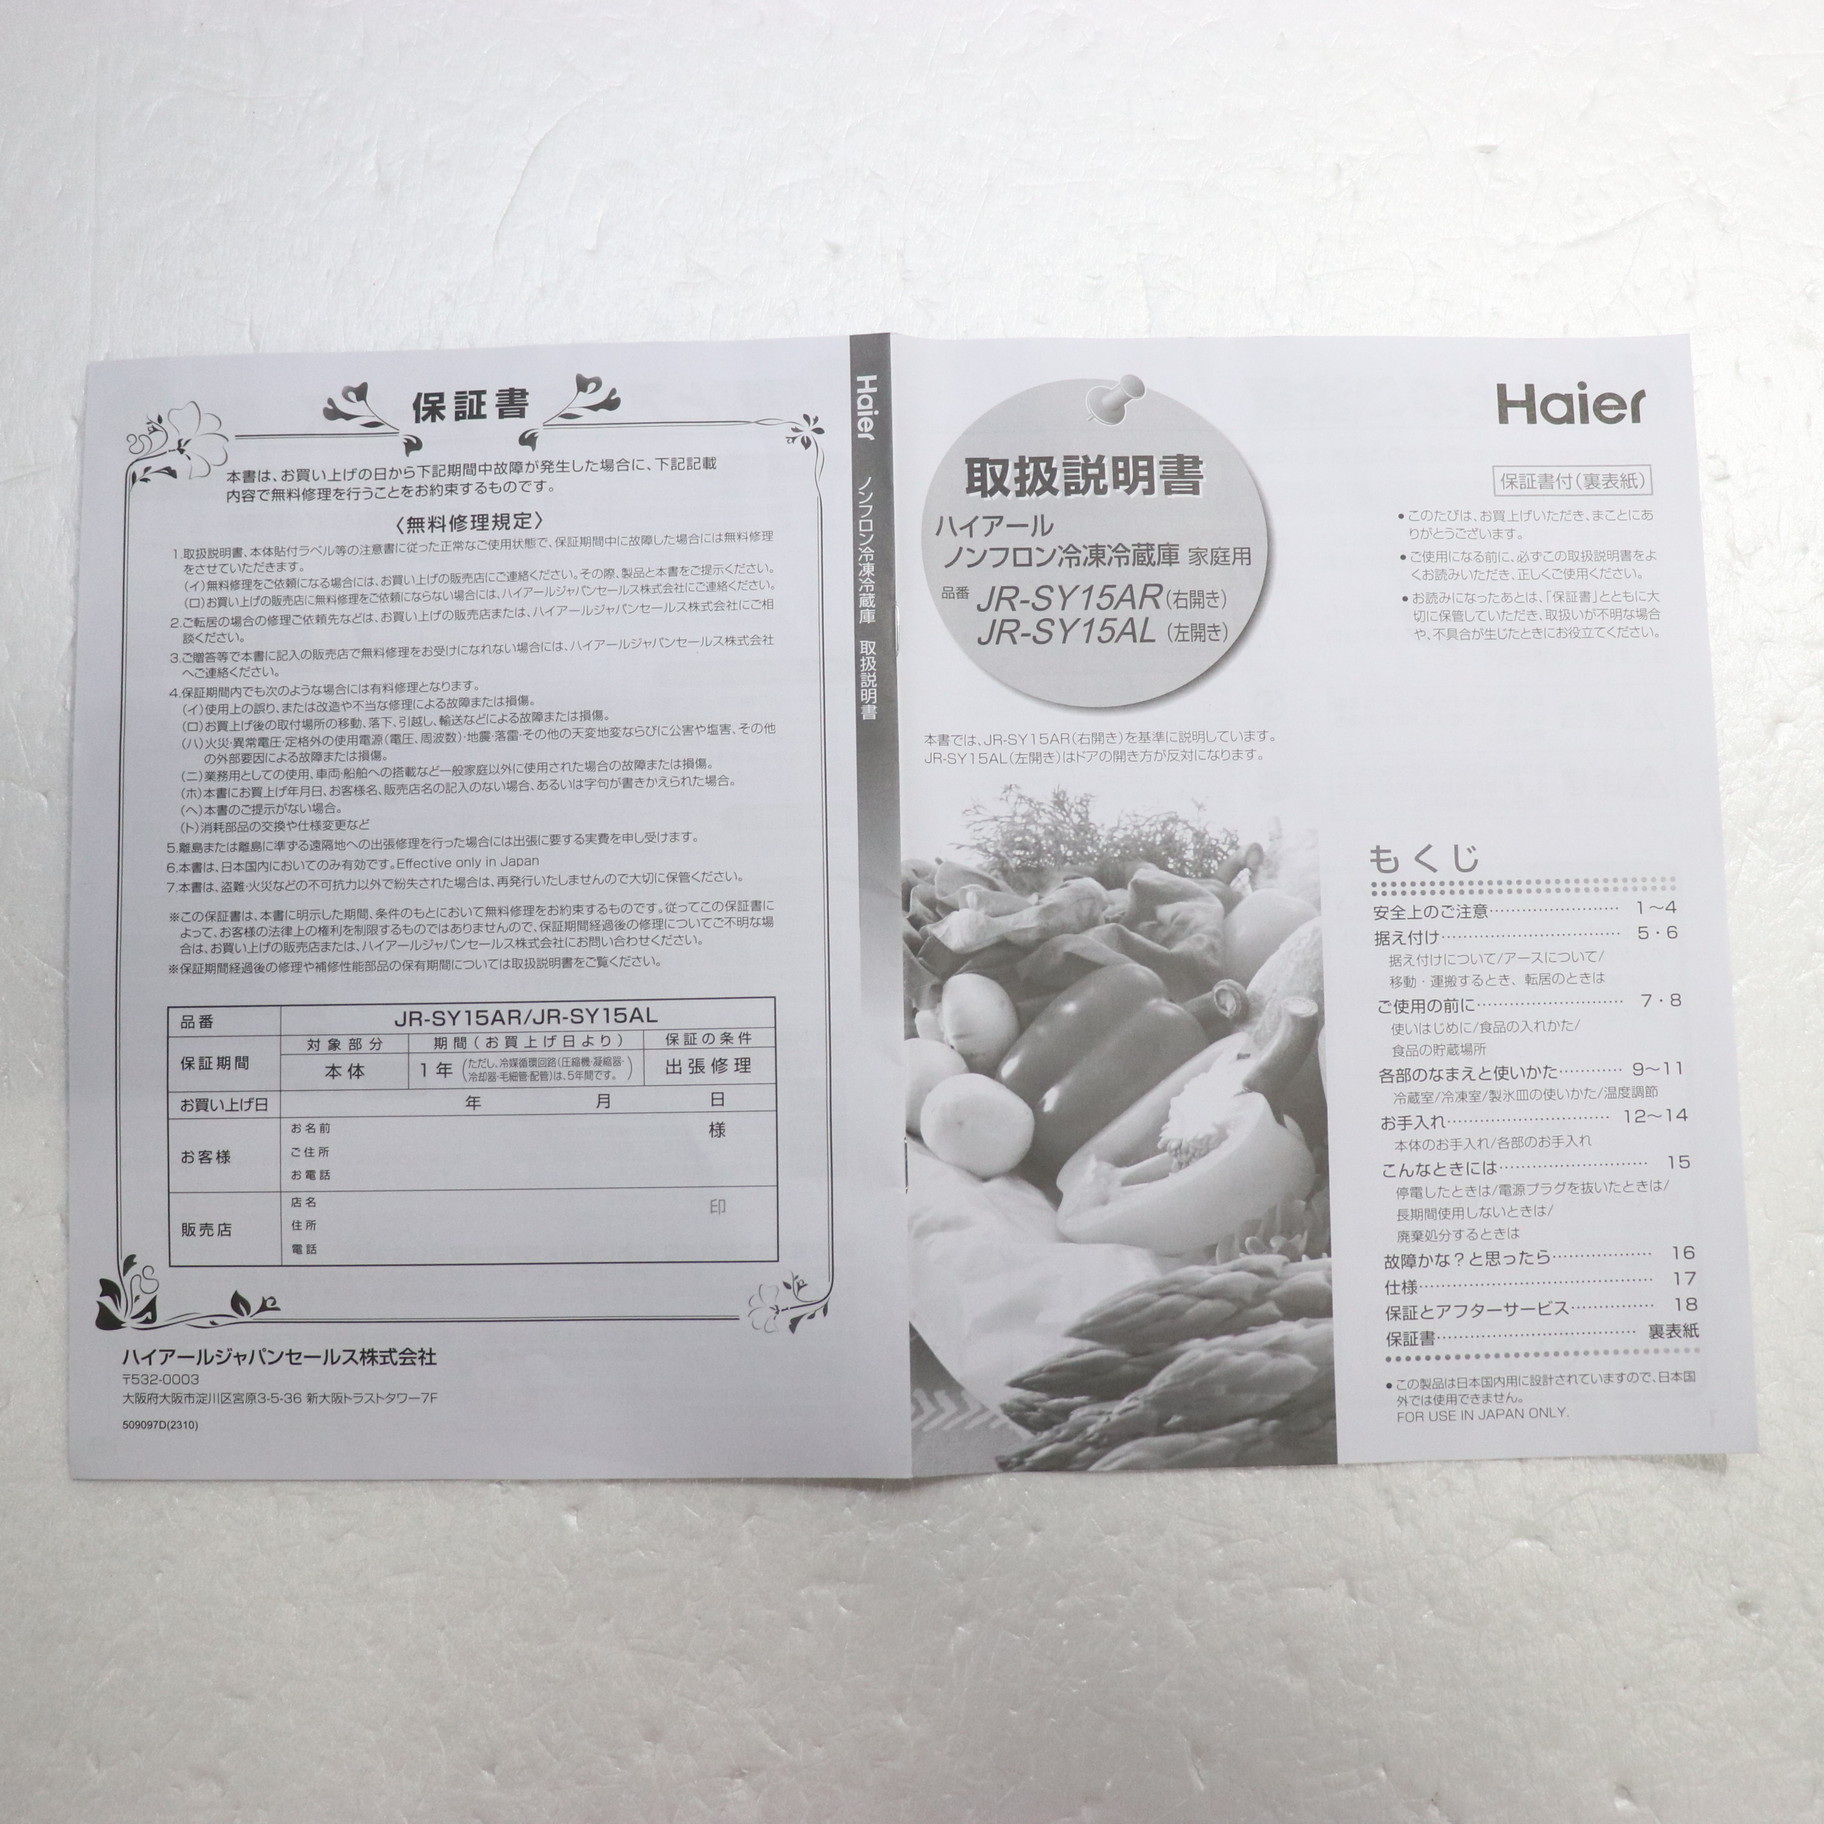 保証書
本書は、お買い上げの日から下記期間中故障が発生した場合に、下記記載
内容で無料修理を行うことをお約束するものです。
〈無料修理規定〉
1.取扱説明書、本体貼付ラベル等の注意書に従った正常なご使用状態で、保証期間中に故障した場合には無料修理
をさせていただきます。
(イ)無料修理をご依頼になる場合には、お買い上げの販売店にご連絡ください。その際、製品と本書をご提示ください。
(ロ)お買い上げの販売店に無料修理をご依頼にならない場合には、ハイアールジャパンセールス株式会社にご連絡ください。
2.ご転居の場合の修理ご依頼先などは、お買い上げの販売店または、ハイアールジャパンセールス株式会社にご相
談ください。
3.ご贈答等で本書に記入の販売店で無料修理をお受けになれない場合には、ハイアールジャパンセールス株式会社
へご連絡ください。
4.保証期間内でも次のような場合には有料修理となります。
(イ)使用上の誤り、または改造や不当な修理による故障または損傷。
(ロ)お買上げ後の取付場所の移動、落下、引越し、輸送などによる故障または損傷。
(ハ)火災・異常電圧・定格外の使用電源(電圧、周波数)・地震・落雷・その他の天変地変ならびに公害や塩害、その他
の外部要因による故障または損傷。
(ニ)業務用としての使用、車両・船舶への搭載など一般家庭以外に使用された場合の故障または損傷。
(ホ)本書にお買上げ年月日、お客様名、販売店名の記入のない場合、あるいは字句が書きかえられた場合。
(ヘ)本書のご提示がない場合。
(ト)消耗部品の交換や仕様変更など
5.離島または離島に準ずる遠隔地への出張修理を行った場合には出張に要する実費を申し受けます。
6.本書は、日本国内においてのみ有効です。Effective only in Japan
7.本書は、盗難・火災などの不可抗力以外で紛失された場合は、再発行いたしませんので大切に保管ください。
※この保証書は、本書に明示した期間、条件のもとにおいて無料修理をお約束するものです。従ってこの保証書に
よって、お客様の法律上の権利を制限するものではありませんので、保証期間経過後の修理についてご不明な場
合は、お買い上げの販売店または、ハイアールジャパンセールス株式会社にお問い合わせください。
※保証期間経過後の修理や補修性能部品の保有期間については取扱説明書をご覧ください。
品番 JR-SY15AR/JR-SY15AL
保証期間 対象部分 期間(お買上げ日より) 保証の条件
本体 1年 (ただし、冷媒循環回路(圧縮機・凝縮器・
冷却器・毛細管・配管)は、5年間です。) 出張修理
お買い上げ日 年 月 日
お客様 お名前 様
ご住所
お電話
販売店 店名 印
住所
電話
ハイアールジャパンセールス株式会社
〒532-0003
大阪府大阪市淀川区宮原3-5-36 新大阪トラストタワー7F
509097D(2310)
Haier ノンフロン冷凍冷蔵庫 取扱説明書
Haier
取扱説明書
ハイアール
ノンフロン冷凍冷蔵庫 家庭用
品番 JR-SY15AR(右開き)
JR-SY15AL(左開き)
本書では、JR-SY15AR(右開き)を基準に説明しています。
JR-SY15AL(左開き)はドアの開き方が反対になります。
保証書付(裏表紙)
●このたびは、お買上げいただき、まことにあ
りがとうございます。
●ご使用になる前に、必ずこの取扱説明書をよ
くお読みいただき、正しくご使用ください。
●お読みになったあとは、「保証書」とともに大
切に保管していただき、取扱いが不明な場合
や、不具合が生じたときにお役立てください。
もくじ
安全上のご注意 1～4
据え付け 5・6
据え付けについて/アースについて/
移動・運搬するとき、転居のときは
ご使用の前に 7・8
使いはじめに/食品の入れかた/
食品の貯蔵場所
各部のなまえと使いかた 9～11
冷蔵室/冷凍室/製氷皿の使いかた/温度調節
お手入れ 12～14
本体のお手入れ/各部のお手入れ
こんなときには 15
停電したときは/電源プラグを抜いたときは/
長期間使用しないときは/
廃棄処分するときは
故障かな?と思ったら 16
仕様 17
保証とアフターサービス 18
保証書 裏表紙
●この製品は日本国内用に設計されていますので、日本国
外では使用できません。
FOR USE IN JAPAN ONLY.